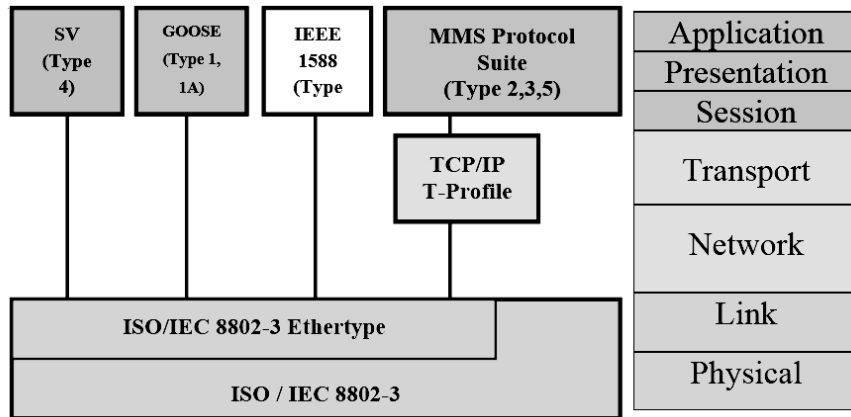 SV
(Type
4)
GOOSE
(Type 1,
1A)
IEEE
1588
(Type
MMS Protocol
Suite
(Type 2,3,5)
TCP/IP
T-Profile
ISO/IEC 8802-3 Ethertype
ISO / IEC 8802-3
Application
Presentation
Session
Transport
Network
Link
Physical